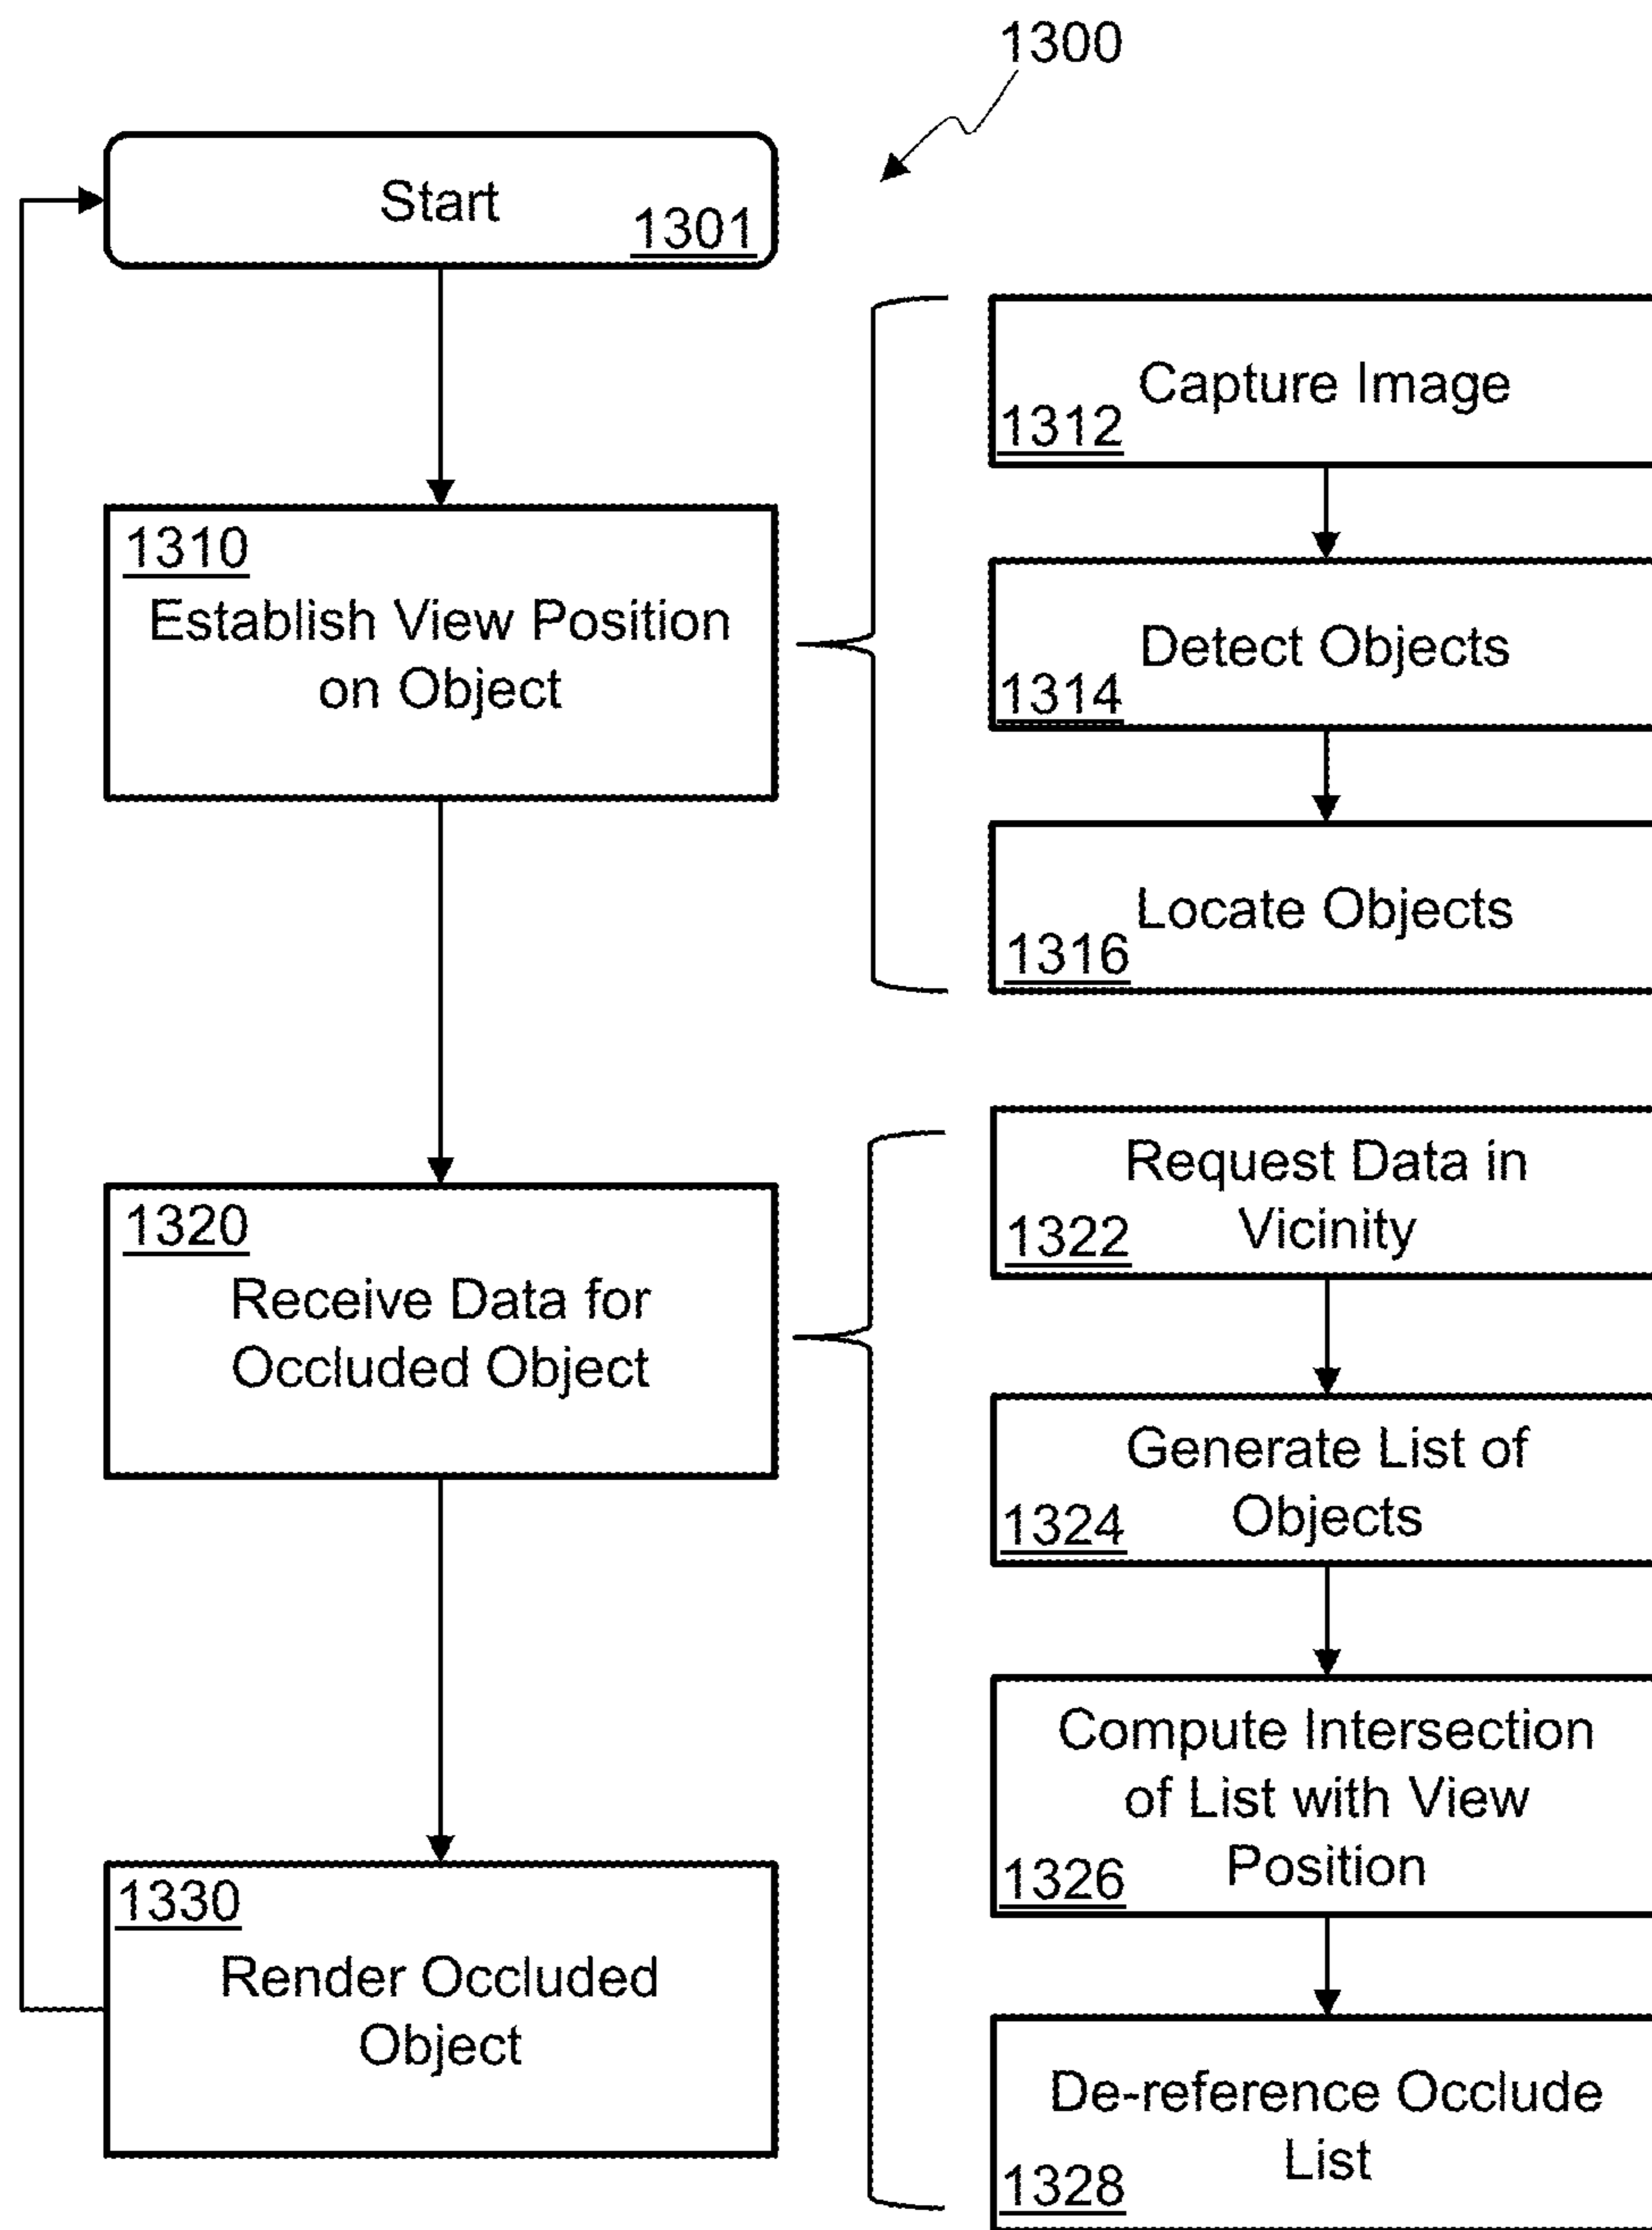 1300
Start
1301
1310
Establish View Position
on Object
Capture Image
1312
Detect Objects
1314
Locate Objects
1316
1320
Receive Data for
Occluded Object
Request Data in
Vicinity
1322
Generate List of
Objects
1324
Compute Intersection
of List with View
Position
1326
De-reference Occlude
List
1328
1330
Render Occluded
Object